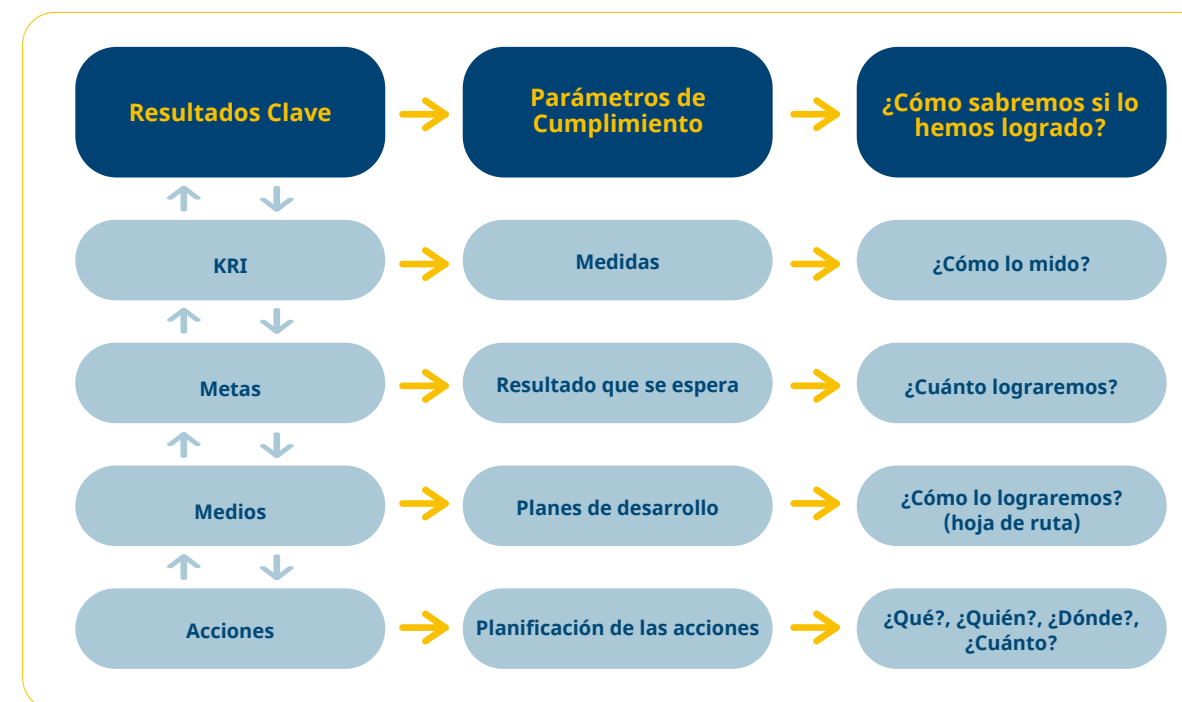 Resultados Clave
Parámetros de
Cumplimiento
¿Cómo sabremos si lo
hemos logrado?
KRI
Medidas
¿Cómo lo mido?
Metas
Resultado que se espera
¿Cuánto lograremos?
Medios
Planes de desarrollo
¿Cómo lo lograremos?
(hoja de ruta)
Acciones
Planificación de las acciones
¿Qué?, ¿Quién?, ¿Dónde?,
¿Cuánto?